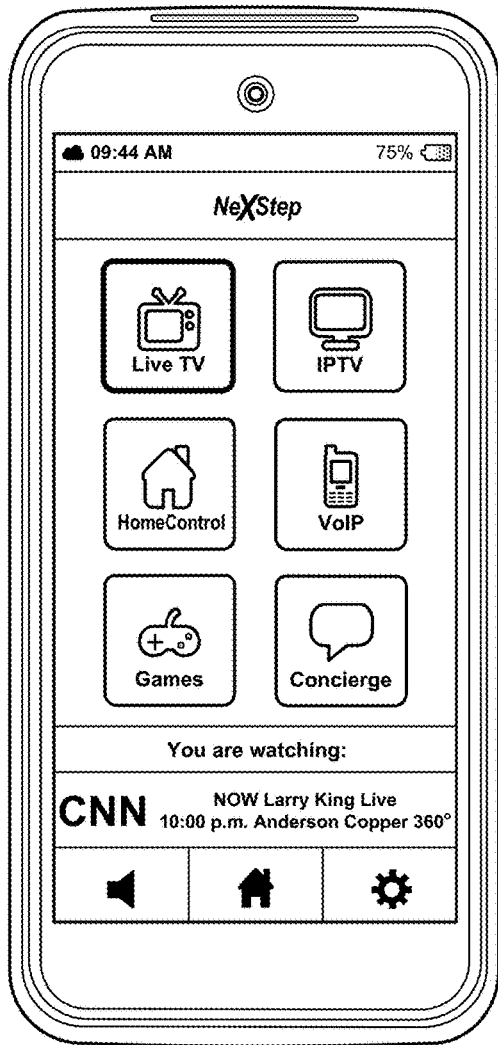 09:44 AM 75%
NeXStep
Live TV IPTV
HomeControl VoIP
Games Concierge
You are watching:
CNN NOW Larry King Live
10:00 p.m. Anderson Copper 360°